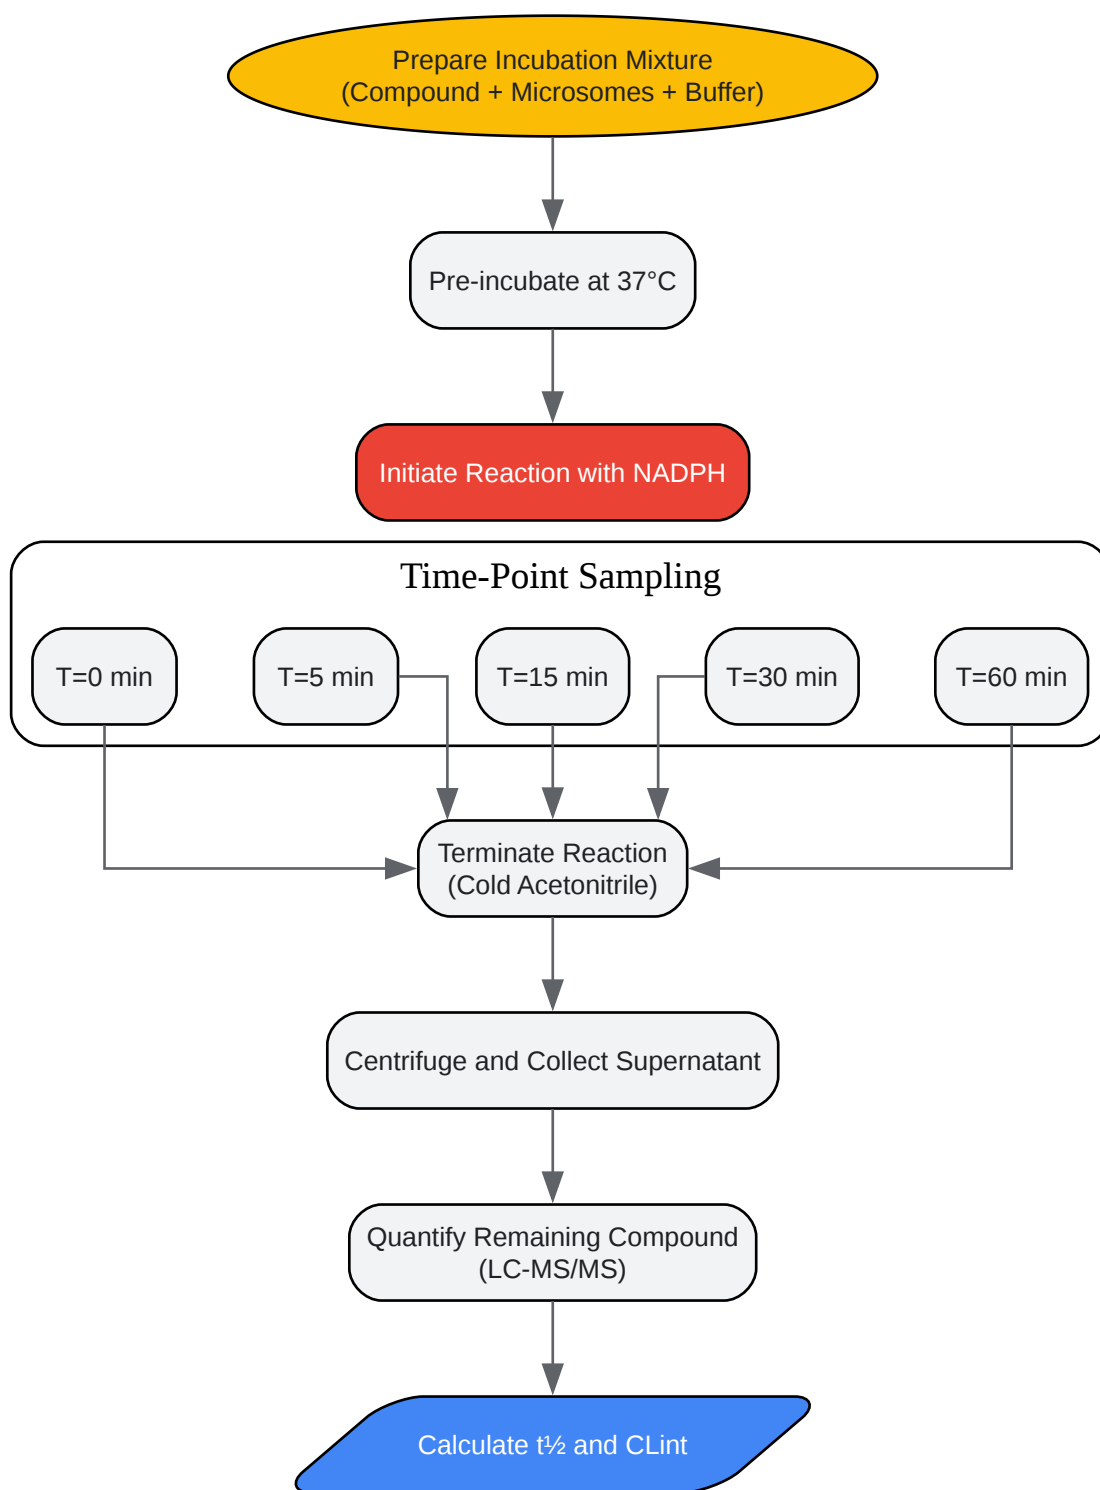 Prepare Incubation Mixture
(Compound + Microsomes + Buffer)
Pre-incubate at 37°C
Initiate Reaction with NADPH
Time-Point Sampling
T=0 min
T=5 min
T=15 min
T=30 min
T=60 min
Terminate Reaction
(Cold Acetonitrile)
Centrifuge and Collect Supernatant
Quantify Remaining Compound
(LC-MS/MS)
Calculate t½ and CLint